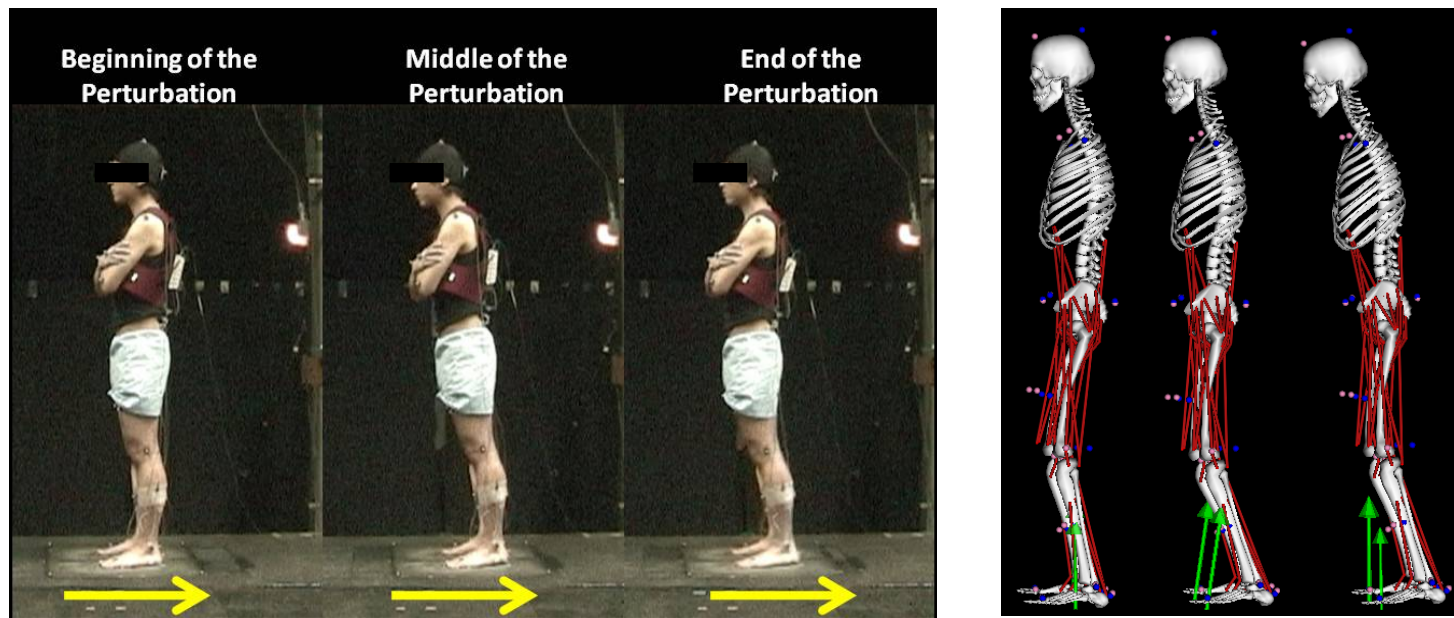 Beginning of the
Perturbation
Middle of the
Perturbation
End of the
Perturbation